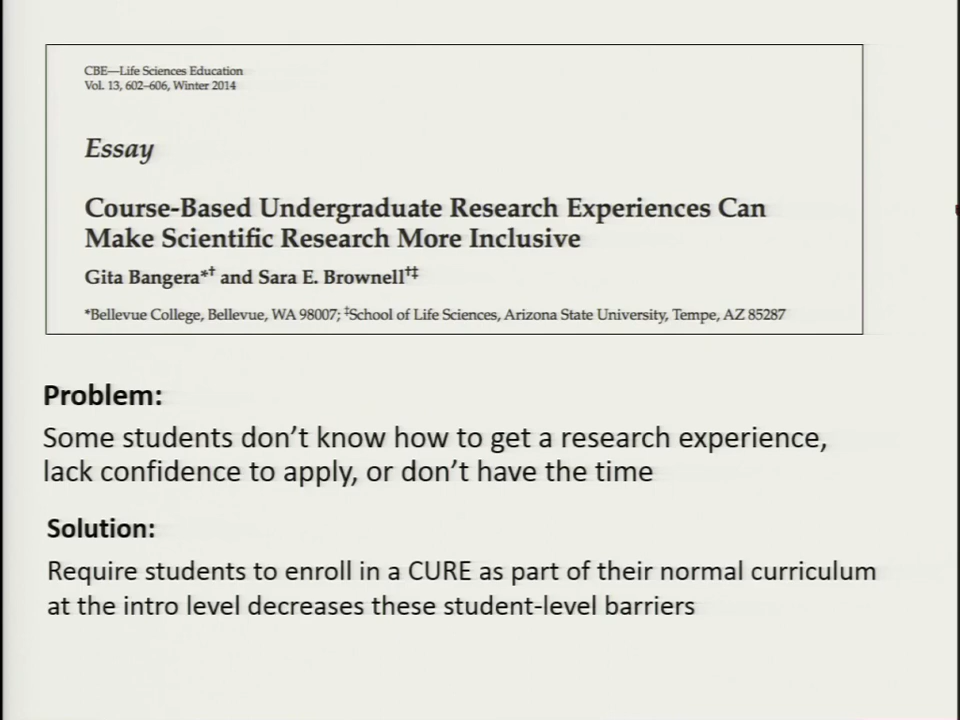 CBE—Life Sciences Education
Vol. 13, 602–606, Winter 2014
Essay
Course-Based Undergraduate Research Experiences Can
Make Scientific Research More Inclusive
Gita Bangera*† and Sara E. Brownell†‡
*Bellevue College, Bellevue, WA 98007; ‡School of Life Sciences, Arizona State University, Tempe, AZ 85287
Problem:
Some students don’t know how to get a research experience,
lack confidence to apply, or don’t have the time
Solution:
Require students to enroll in a CURE as part of their normal curriculum
at the intro level decreases these student-level barriers